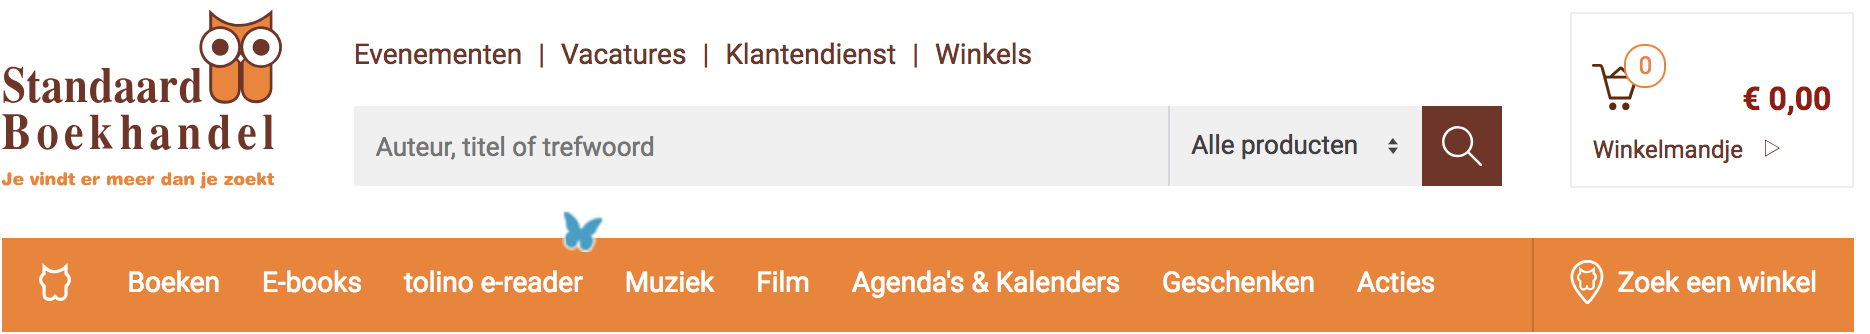 Standaard
Boekhandel
Je vindt er meer dan je zoekt
Evenementen | Vacatures | Klantendienst | Winkels
Auteur, titel of trefwoord
Alle producten
0
€ 0,00
Winkelmandje
Boeken E-books tolino e-reader Muziek Film Agenda's & Kalenders Geschenken Acties Zoek een winkel